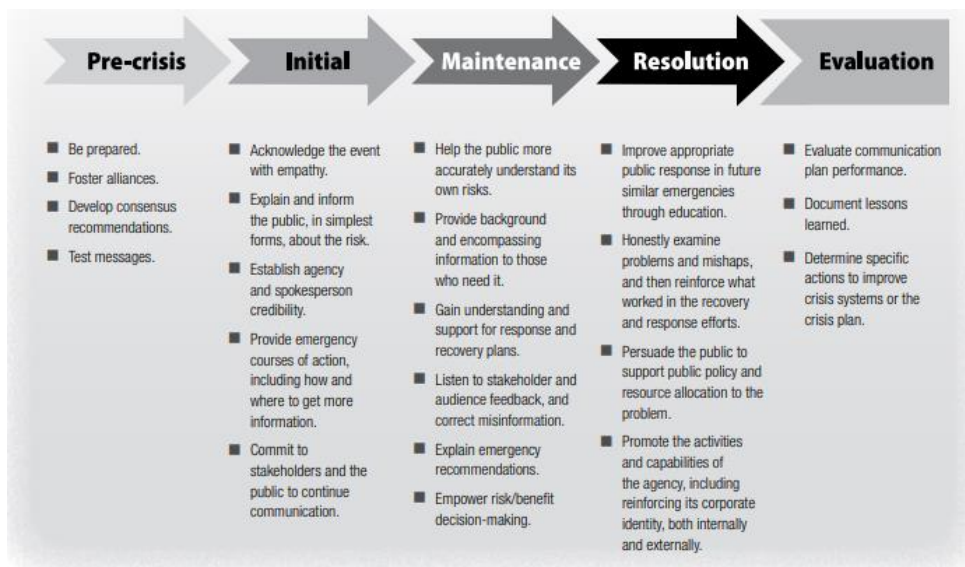 Pre-crisis
Initial
Maintenance
Resolution
Evaluation
Be prepared.
Foster alliances.
Develop consensus
recommendations.
Test messages.
Acknowledge the event
with empathy.
Explain and inform
the public, in simplest
forms, about the risk.
Establish agency
and spokesperson
credibility.
Provide emergency
courses of action,
including how and
where to get more
information.
Commit to
stakeholders and the
public to continue
communication.
Help the public more
accurately understand its
own risks.
Provide background
and encompassing
information to those
who need it.
Gain understanding and
support for response and
recovery plans.
Listen to stakeholder and
audience feedback, and
correct misinformation.
Explain emergency
recommendations.
Empower risk/benefit
decision-making.
Improve appropriate
public response in future
similar emergencies
through education.
Honestly examine
problems and mishaps,
and then reinforce what
worked in the recovery
and response efforts.
Persuade the public to
support public policy and
resource allocation to the
problem.
Promote the activities
and capabilities of
the agency, including
reinforcing its corporate
identity, both internally
and externally.
Evaluate communication
plan performance.
Document lessons
learned.
Determine specific
actions to improve
crisis systems or the
crisis plan.